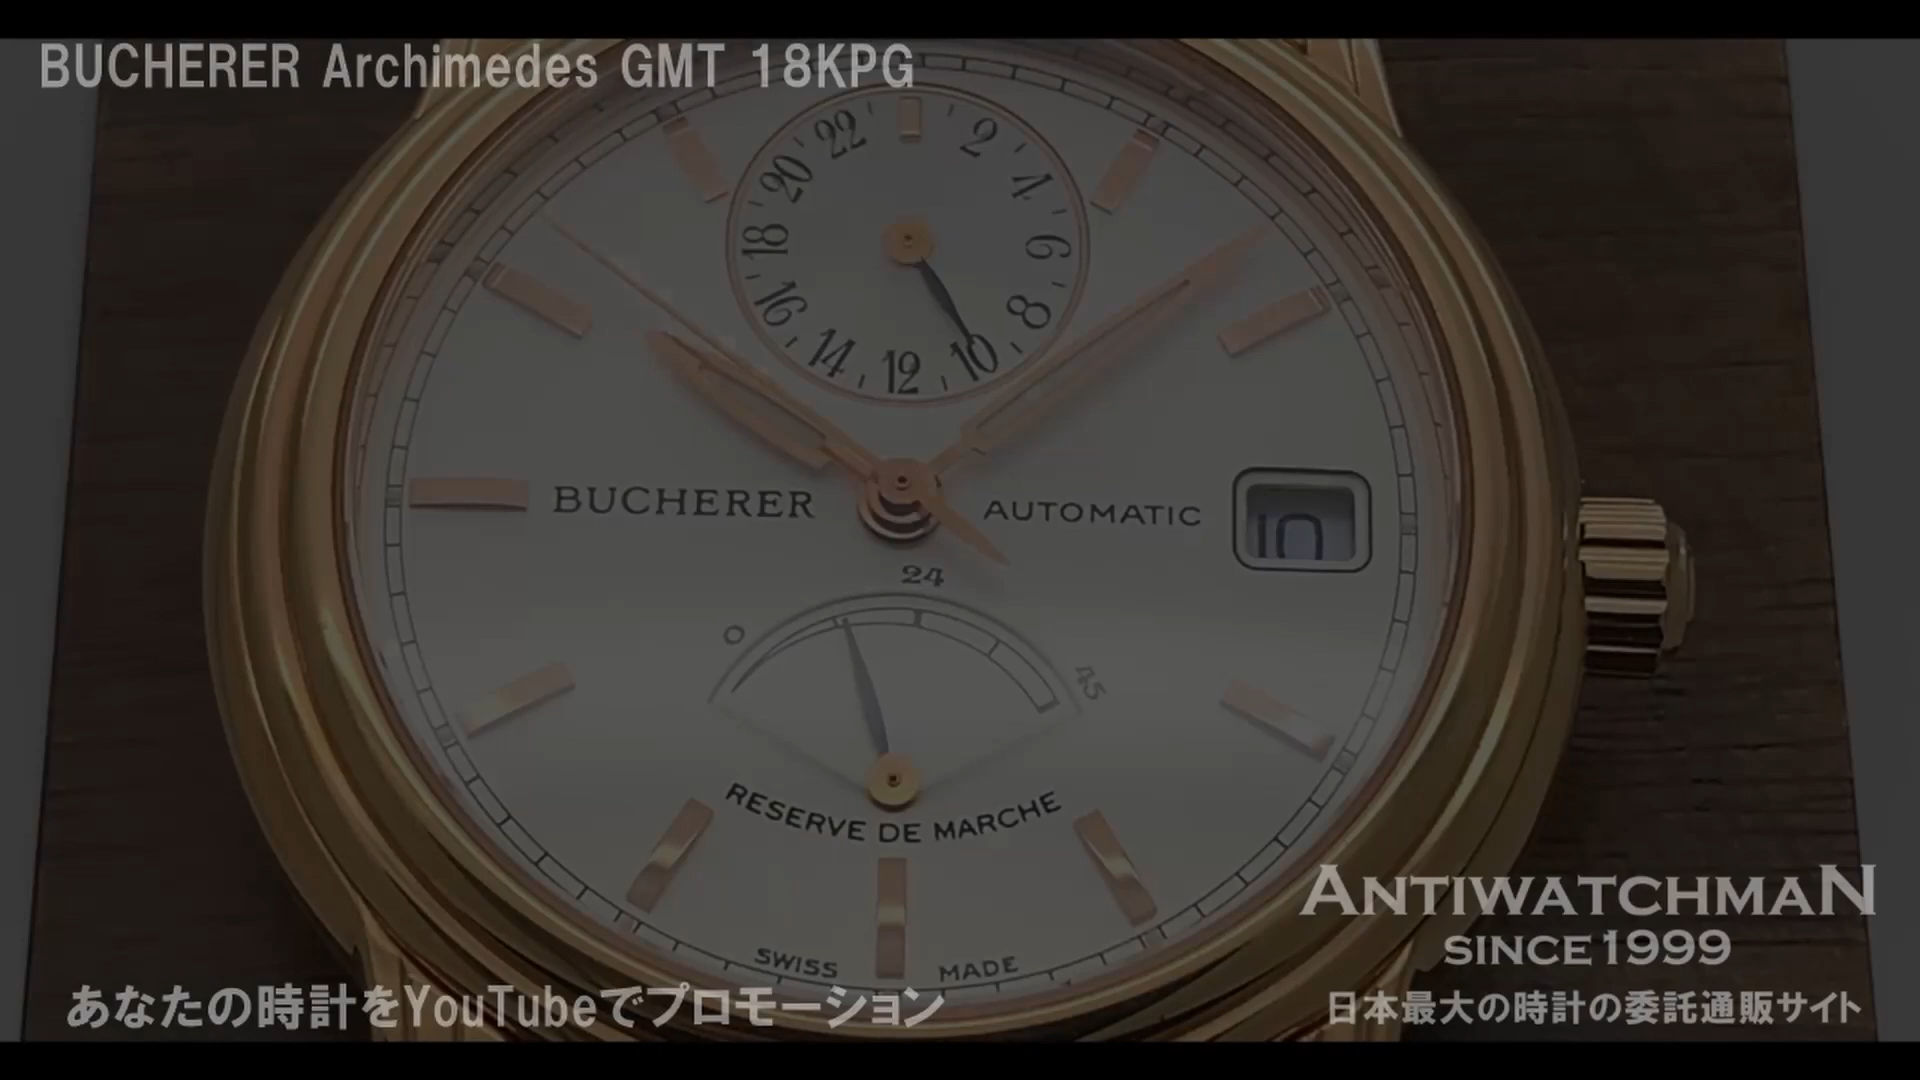 BUCHERER Archimedes GMT 18KPG
22 2
20 4
18 6
16 8
14 12 10
BUCHERER AUTOMATIC 10
24
0 45
RESERVE DE MARCHE
SWISS MADE
ANTIWATCHMAN
SINCE 1999
あなたの時計をYouTubeでプロモーション
日本最大の時計の委託通販サイト